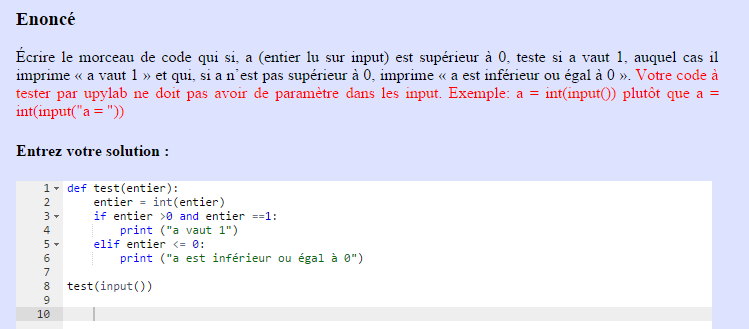 Enoncé
Écrire le morceau de code qui si, a (entier lu sur input) est supérieur à 0, teste si a vaut 1, auquel cas il
imprime « a vaut 1 » et qui, si a n'est pas supérieur à 0, imprime « a est inférieur ou égal à 0 ». Votre code à
tester par upylab ne doit pas avoir de paramètre dans les input. Exemple: a = int(input()) plutôt que a =
int(input("a = "))
Entrez votre solution :
1 def test(entier):
2     entier = int(entier)
3     if entier >0 and entier ==1:
4         print ("a vaut 1")
5     elif entier <= 0:
6         print ("a est inférieur ou égal à 0")
7
8 test(input())
9
10